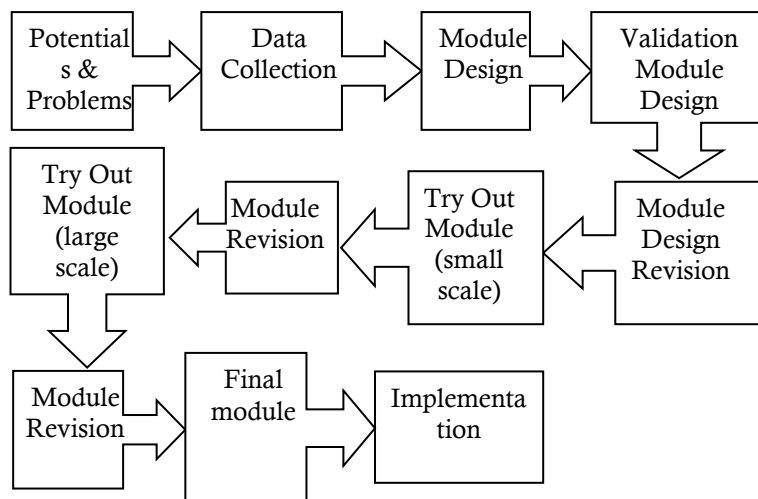 Potential
s &
Problems
Data
Collection
Module
Design
Validation
Module
Design
Try Out
Module
(large
scale)
Module
Revision
Try Out
Module
(small
scale)
Module
Design
Revision
Module
Revision
Final
module
Implementa
tion